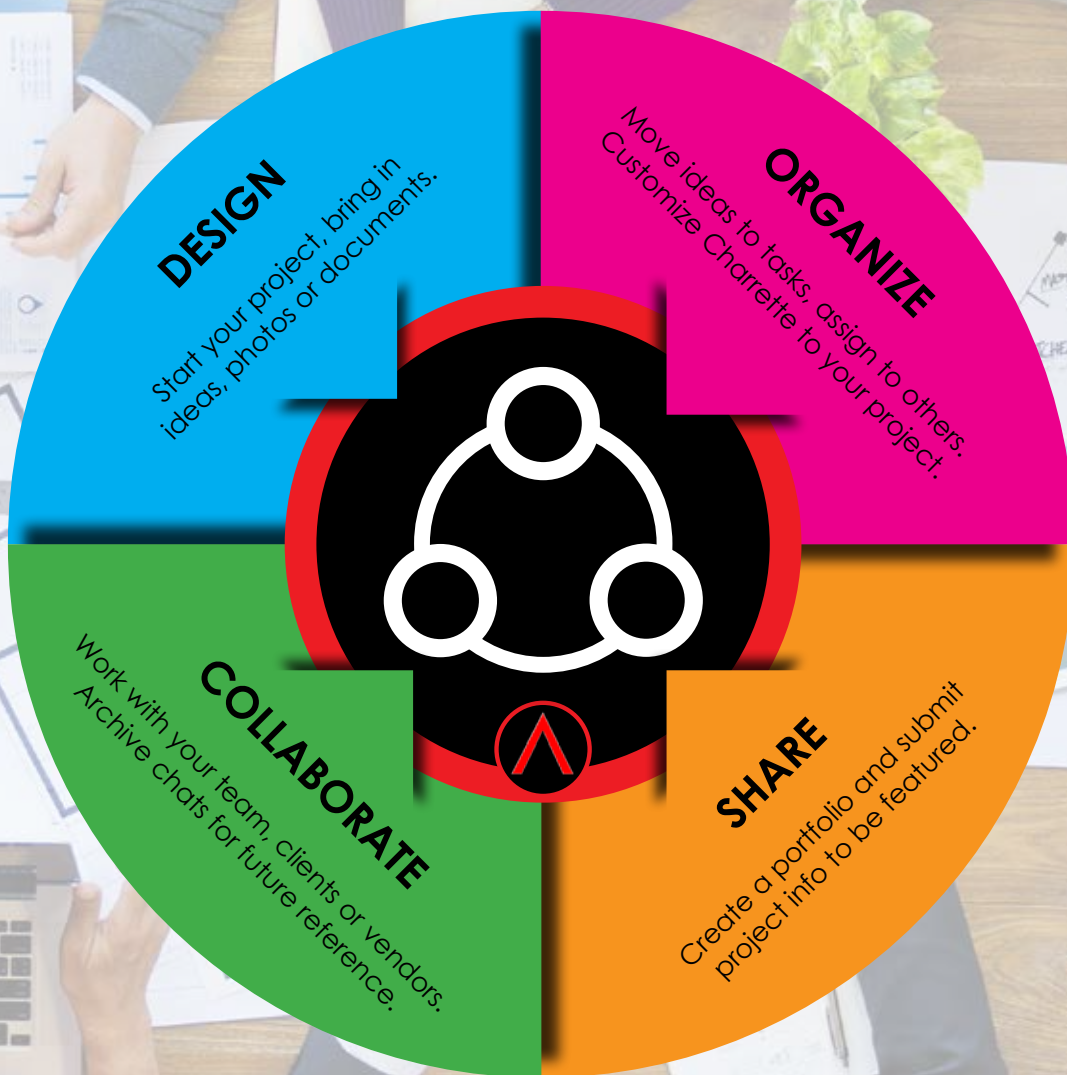 DESIGN
Start your project, bring in
ideas, photos or documents.
ORGANIZE
Move ideas to tasks, assign to others.
Customize Charrette to your project.
COLLABORATE
Work with your team, clients or vendors.
Archive chats for future reference.
SHARE
Create a portfolio and submit
project info to be featured.